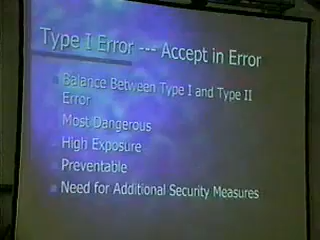 Type I Error --- Accept in Error
Balance Between Type I and Type II
Error
Most Dangerous
High Exposure
Preventable
Need for Additional Security Measures